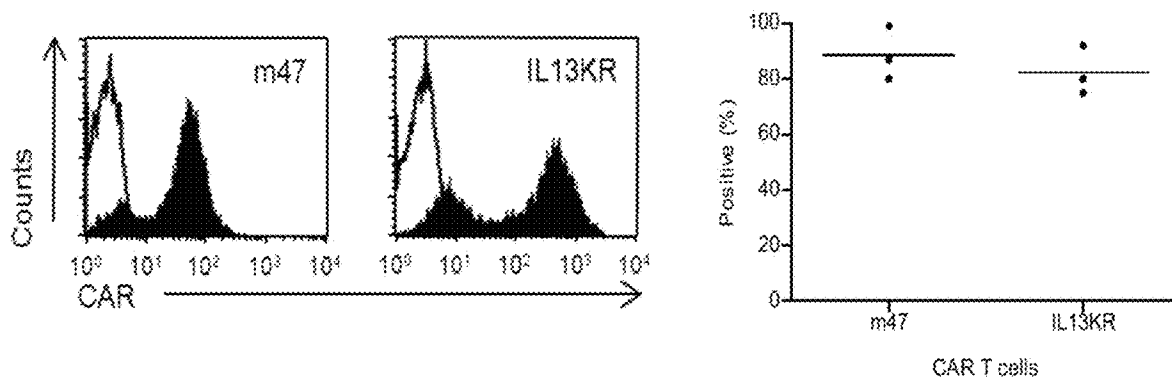 m47
Counts
10⁰ 10¹ 10² 10³ 10⁴
CAR
IL13KR
10⁰ 10¹ 10² 10³ 10⁴
Positive (%)
100
80
60
40
20
0
m47 IL13KR
CAR T cells